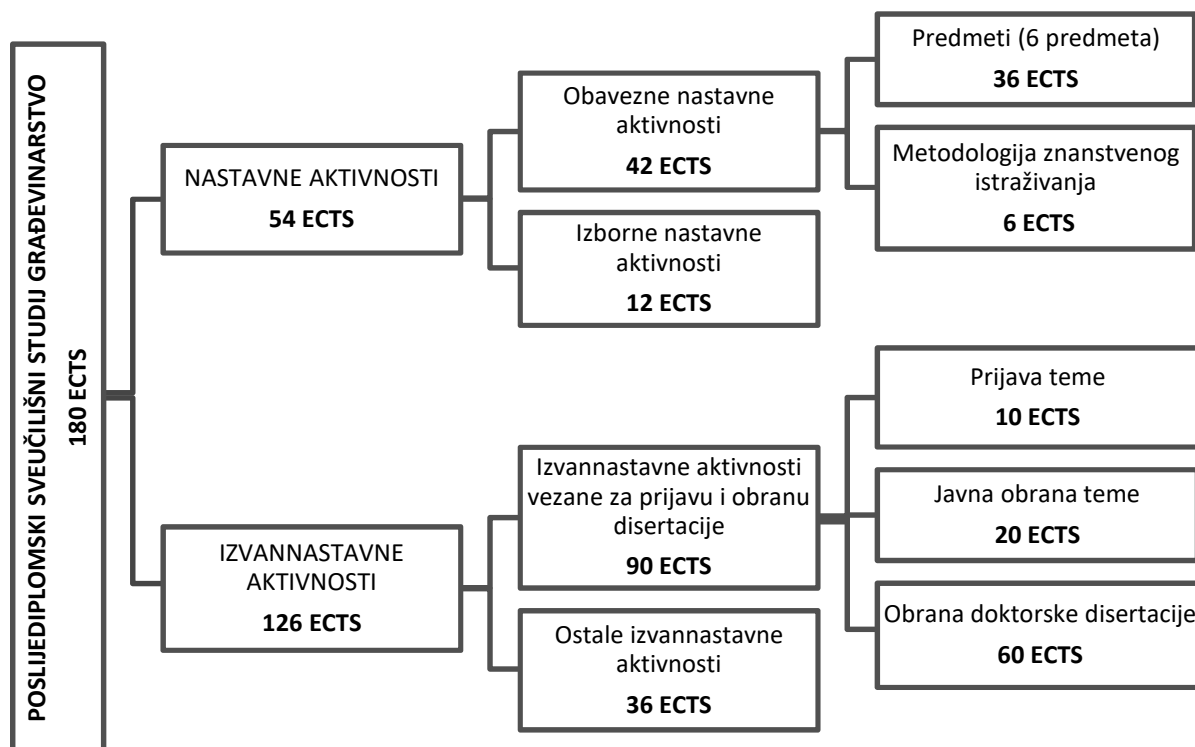 POSLIJEDIPLOMSKI SVEUČILIŠNI STUDIJ GRAĐEVINARSTVO
180 ECTS
NASTAVNE AKTIVNOSTI
54 ECTS
Obavezne nastavne
aktivnosti
42 ECTS
Predmeti (6 predmeta)
36 ECTS
Metodologija znanstvenog
istraživanja
6 ECTS
Izborne nastavne
aktivnosti
12 ECTS
IZVANNASTAVNE
AKTIVNOSTI
126 ECTS
Izvannastavne aktivnosti
vezane za prijavu i obranu
disertacije
90 ECTS
Prijava teme
10 ECTS
Javna obrana teme
20 ECTS
Obrana doktorske disertacije
60 ECTS
Ostale izvannastavne
aktivnosti
36 ECTS